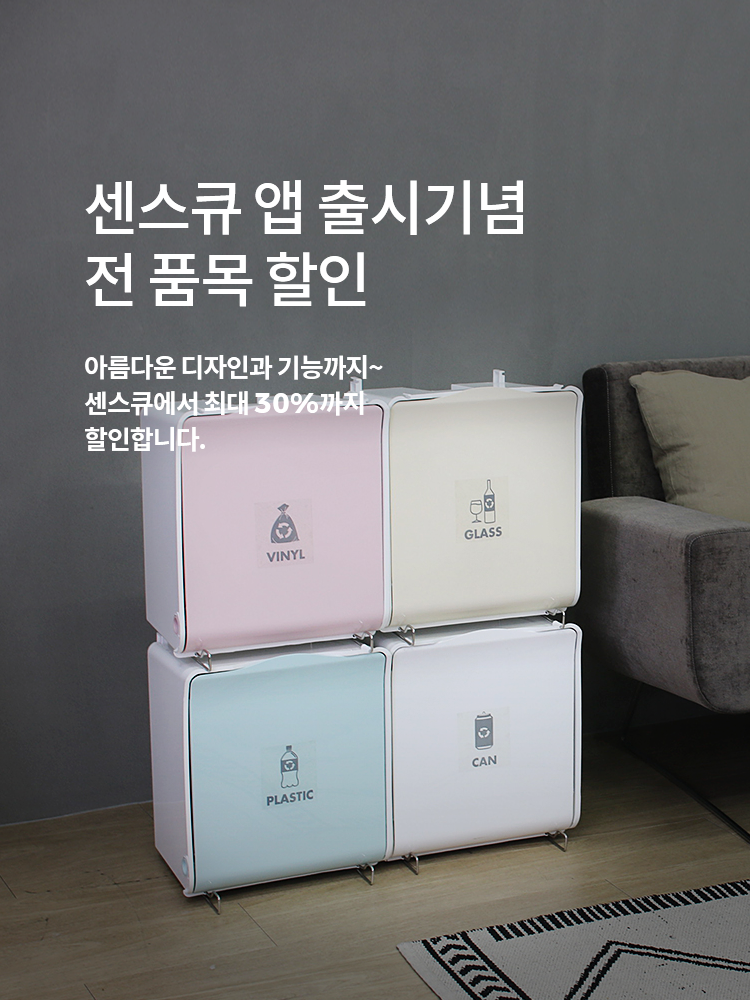 센스큐 앱 출시기념
전 품목 할인
아름다운 디자인과 기능까지~
센스큐에서 최대 30%까지
할인합니다.
VINYL
GLASS
PLASTIC
CAN